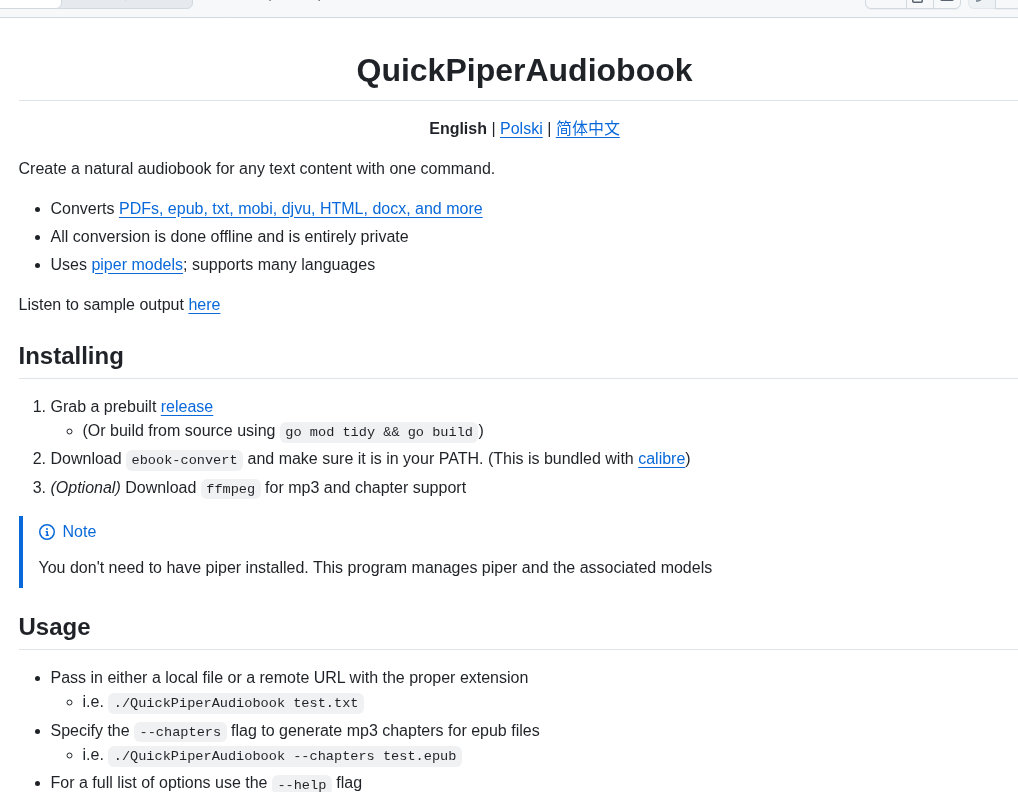 QuickPiperAudiobook
English | Polski | 简体中文
Create a natural audiobook for any text content with one command.
• Converts PDFs, epub, txt, mobi, djvu, HTML, docx, and more
• All conversion is done offline and is entirely private
• Uses piper models; supports many languages
Listen to sample output here
Installing
1. Grab a prebuilt release
◦ (Or build from source using go mod tidy && go build )
2. Download ebook-convert and make sure it is in your PATH. (This is bundled with calibre)
3. (Optional) Download ffmpeg for mp3 and chapter support
Note
You don't need to have piper installed. This program manages piper and the associated models
Usage
• Pass in either a local file or a remote URL with the proper extension
◦ i.e. ./QuickPiperAudiobook test.txt
• Specify the --chapters flag to generate mp3 chapters for epub files
◦ i.e. ./QuickPiperAudiobook --chapters test.epub
• For a full list of options use the --help flag